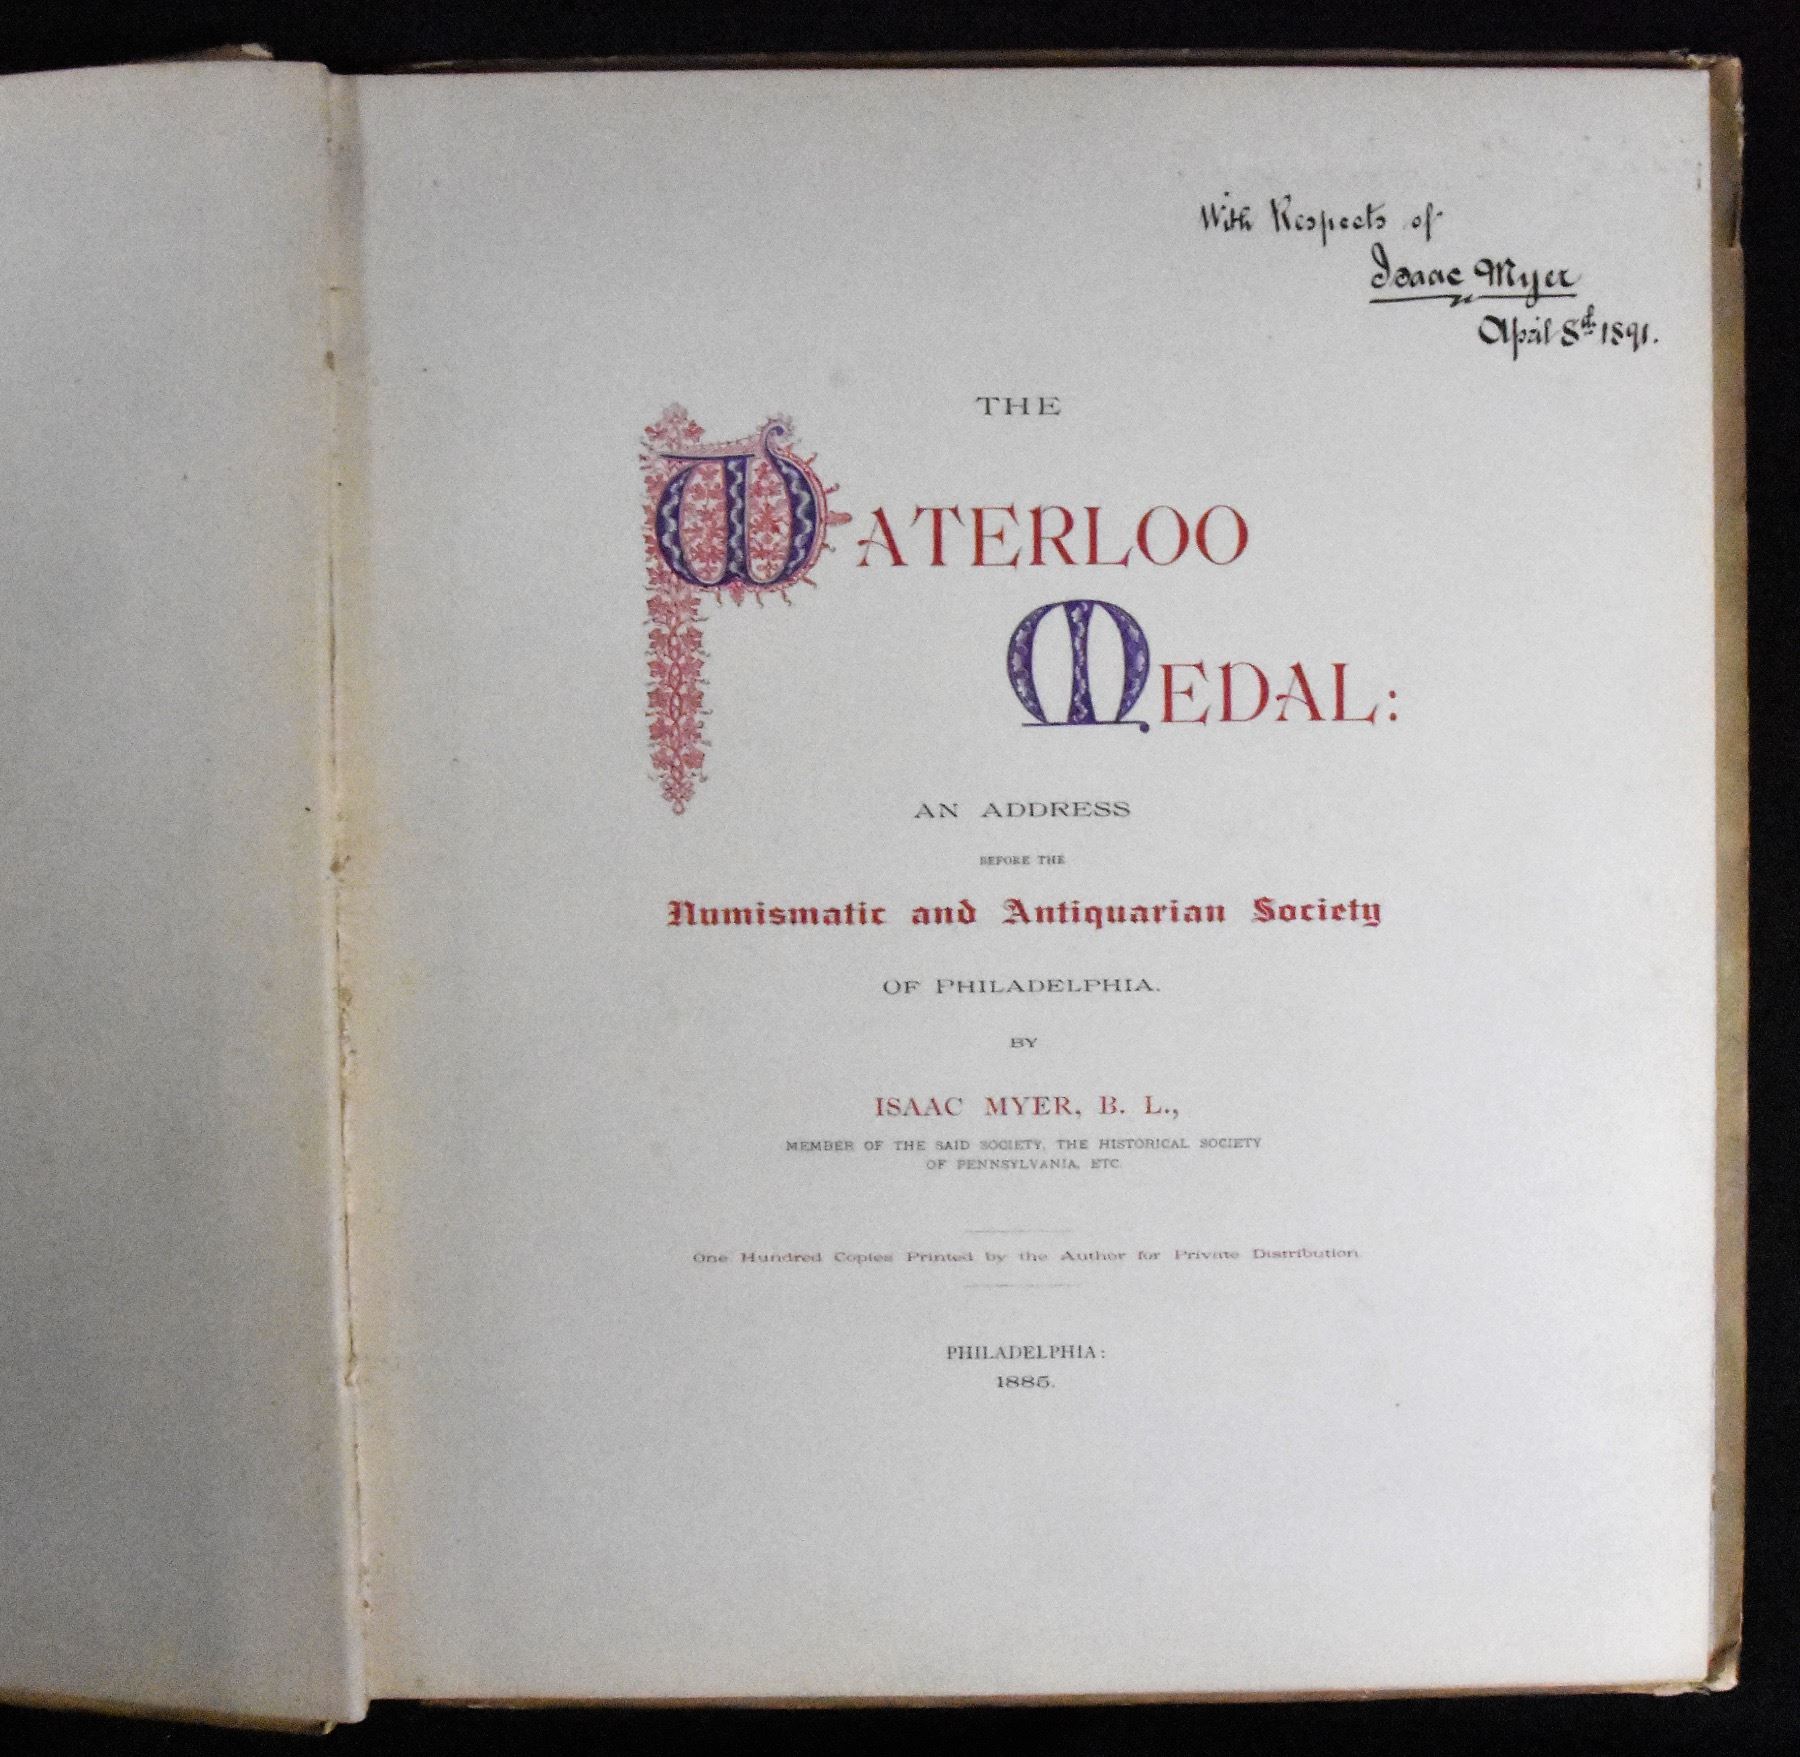 With Respects of
Isaac Myer
April 8d. 1891.
THE
WATERLOO
MEDAL:
AN ADDRESS
BEFORE THE
Numismatic and Antiquarian Society
OF PHILADELPHIA.
BY
ISAAC MYER, B. L.,
MEMBER OF THE SAID SOCIETY, THE HISTORICAL SOCIETY
OF PENNSYLVANIA, ETC.
One Hundred Copies Printed by the Author for Private Distribution.
PHILADELPHIA:
1885.